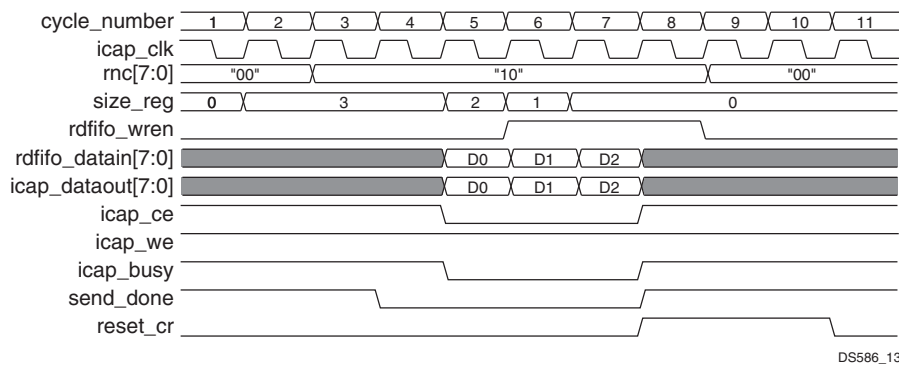 cycle_number 1 2 3 4 5 6 7 8 9 10 11
icap_clk
rnc[7:0] "00" "10" "00"
size_reg 0 3 2 1 0
rdfifo_wren
rdfifo_datain[7:0] D0 D1 D2
icap_dataout[7:0] D0 D1 D2
icap_ce
icap_we
icap_busy
send_done
reset_cr
DS586_13